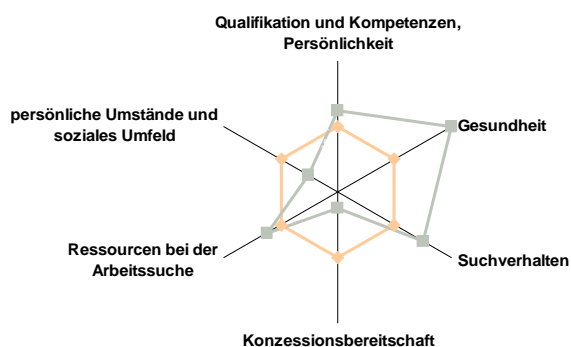 Qualifikation und Kompetenzen,
Persönlichkeit
Gesundheit
Suchverhalten
Konzessionsbereitschaft
Ressourcen bei der
Arbeitssuche
persönliche Umstände und
soziales Umfeld